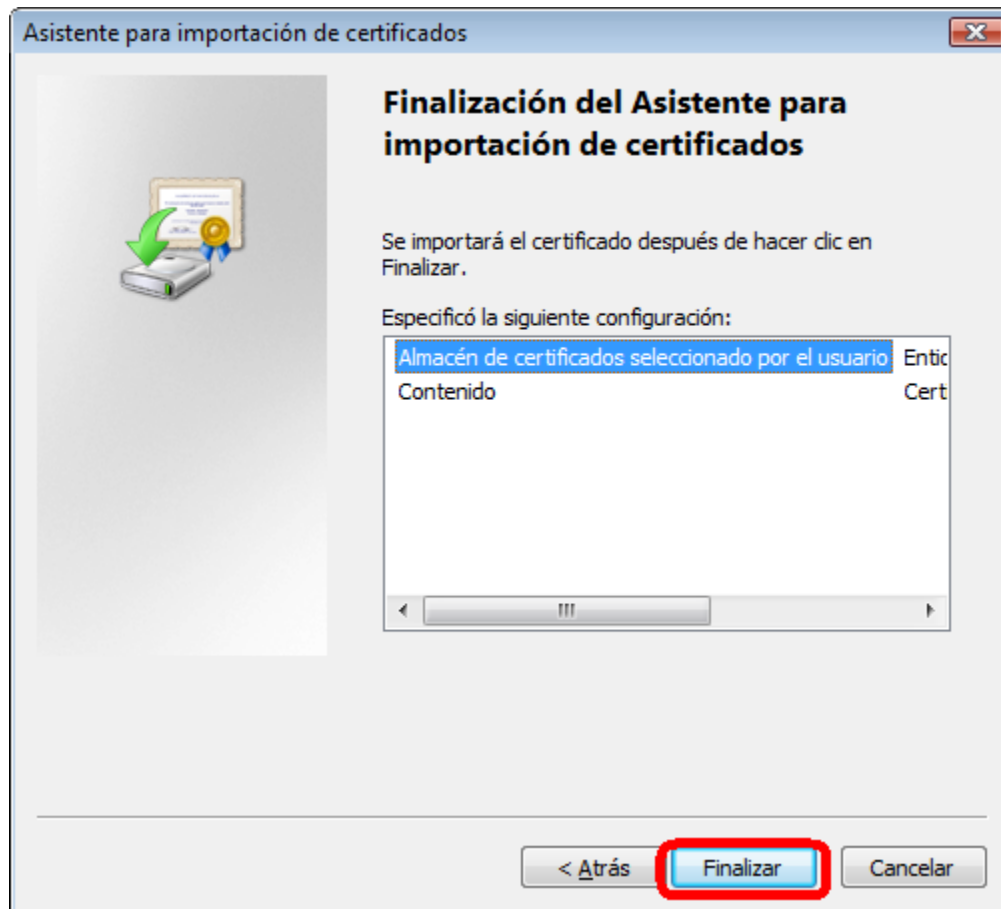 Asistente para importación de certificados
Finalización del Asistente para
importación de certificados
Se importará el certificado después de hacer clic en
Finalizar.
Especificó la siguiente configuración:
Almacén de certificados seleccionado por el usuario Entic
Contenido Cert
< Atrás Finalizar Cancelar